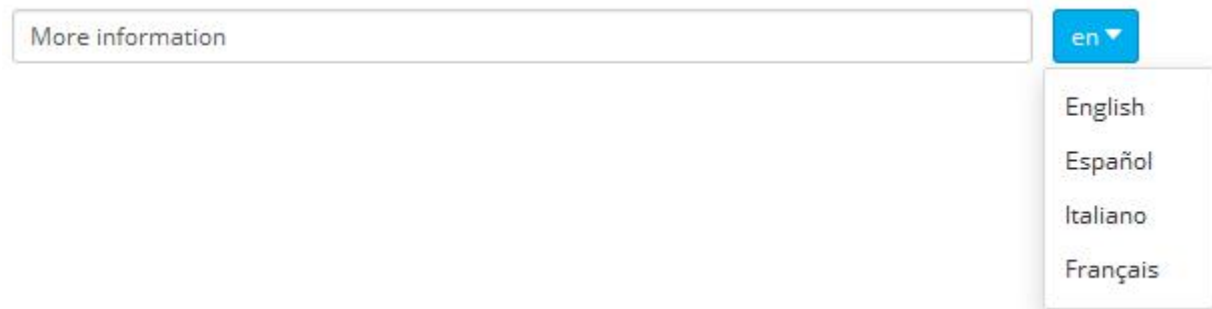 More information
en
English
Español
Italiano
Français